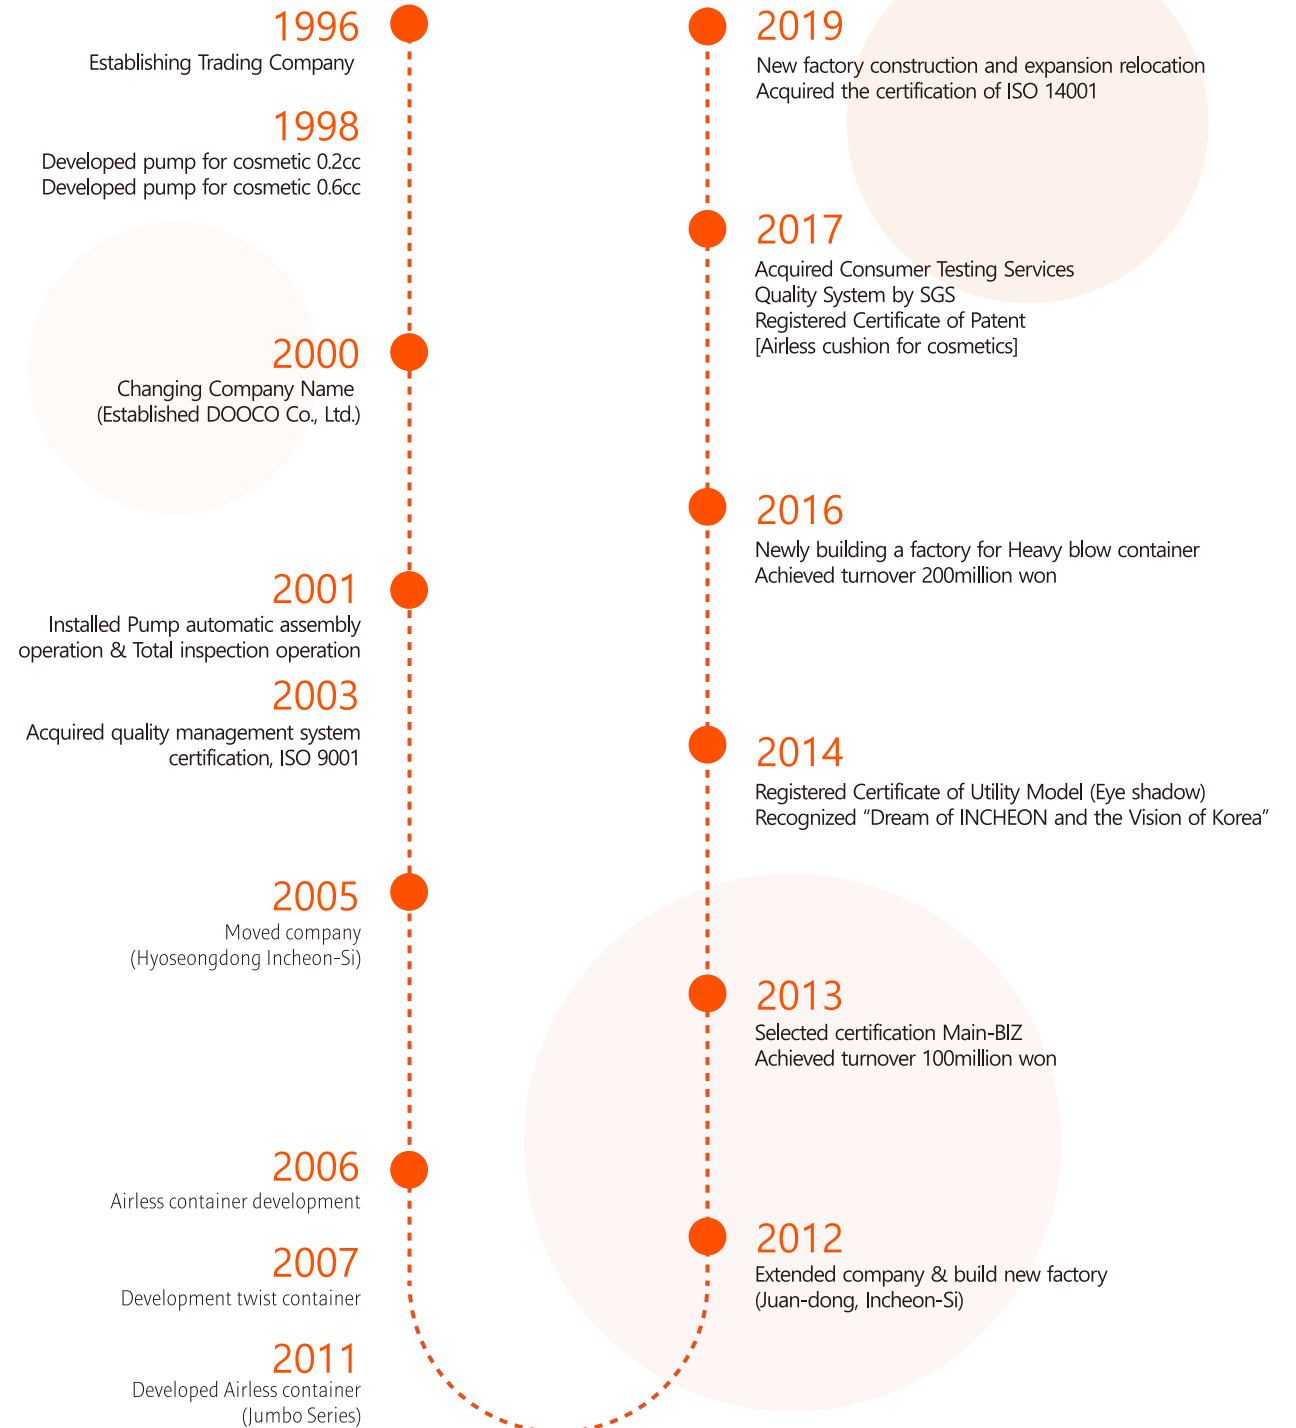 1996
Establishing Trading Company
1998
Developed pump for cosmetic 0.2cc
Developed pump for cosmetic 0.6cc
2000
Changing Company Name
(Established DOOCO Co., Ltd.)
2001
Installed Pump automatic assembly
operation & Total inspection operation
2003
Acquired quality management system
certification, ISO 9001
2005
Moved company
(Hyoseongdong Incheon-Si)
2006
Airless container development
2007
Development twist container
2011
Developed Airless container
(Jumbo Series)
2019
New factory construction and expansion relocation
Acquired the certification of ISO 14001
2017
Acquired Consumer Testing Services
Quality System by SGS
Registered Certificate of Patent
[Airless cushion for cosmetics]
2016
Newly building a factory for Heavy blow container
Achieved turnover 200million won
2014
Registered Certificate of Utility Model (Eye shadow)
Recognized “Dream of INCHEON and the Vision of Korea”
2013
Selected certification Main-BIZ
Achieved turnover 100million won
2012
Extended company & build new factory
(Juan-dong, Incheon-Si)